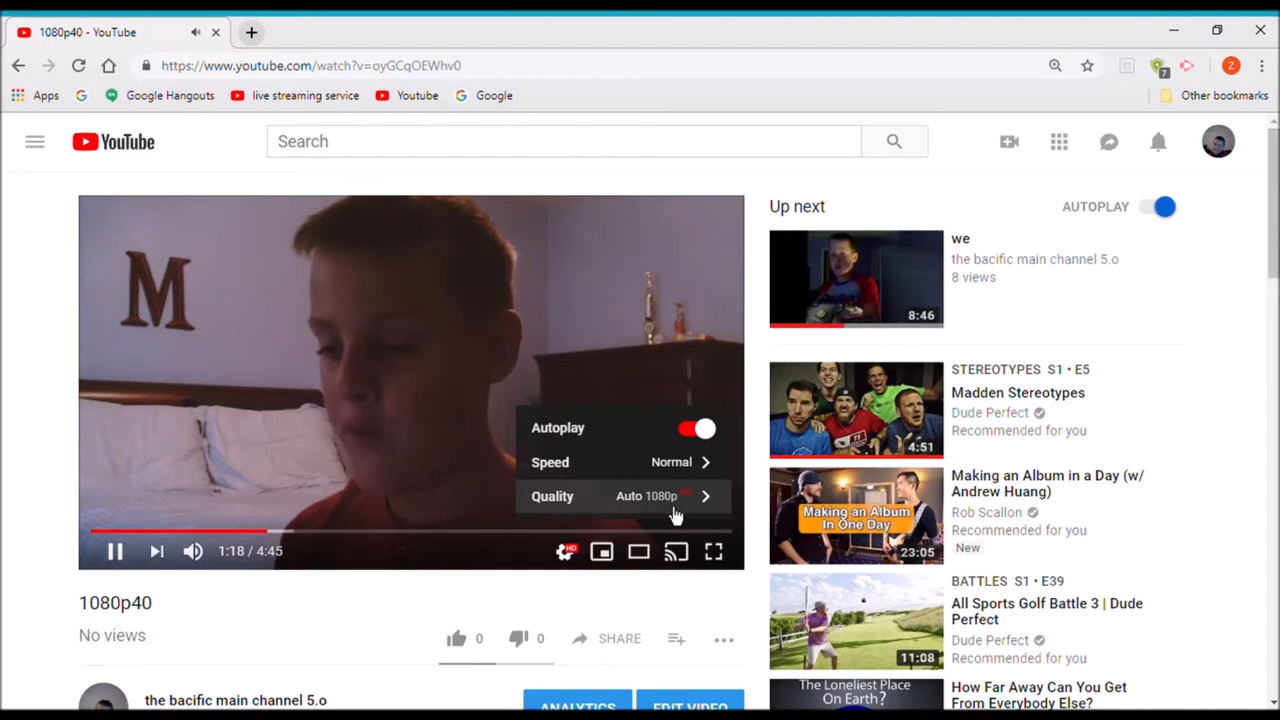 1080p40 - YouTube
https://www.youtube.com/watch?v=oyGCqOEWhv0
7
Z
Apps
Google Hangouts
live streaming service
Youtube
Google
Other bookmarks
YouTube
Search
M
Autoplay
Speed Normal
Quality Auto 1080p
1:18 / 4:45
HD
1080p40
No views
0
0
SHARE
the bacific main channel 5.o
ANALYTICS
EDIT VIDEO
Up next
AUTOPLAY
8:46
we
the bacific main channel 5.o
8 views
4:51
STEREOTYPES S1 • E5
Madden Stereotypes
Dude Perfect
Recommended for you
Making an Album
In One Day
23:05
Making an Album in a Day (w/
Andrew Huang)
Rob Scallon
Recommended for you
New
11:08
BATTLES S1 • E39
All Sports Golf Battle 3 | Dude
Perfect
Dude Perfect
Recommended for you
The Loneliest Place
On Earth?
How Far Away Can You Get
From Everybody Else?